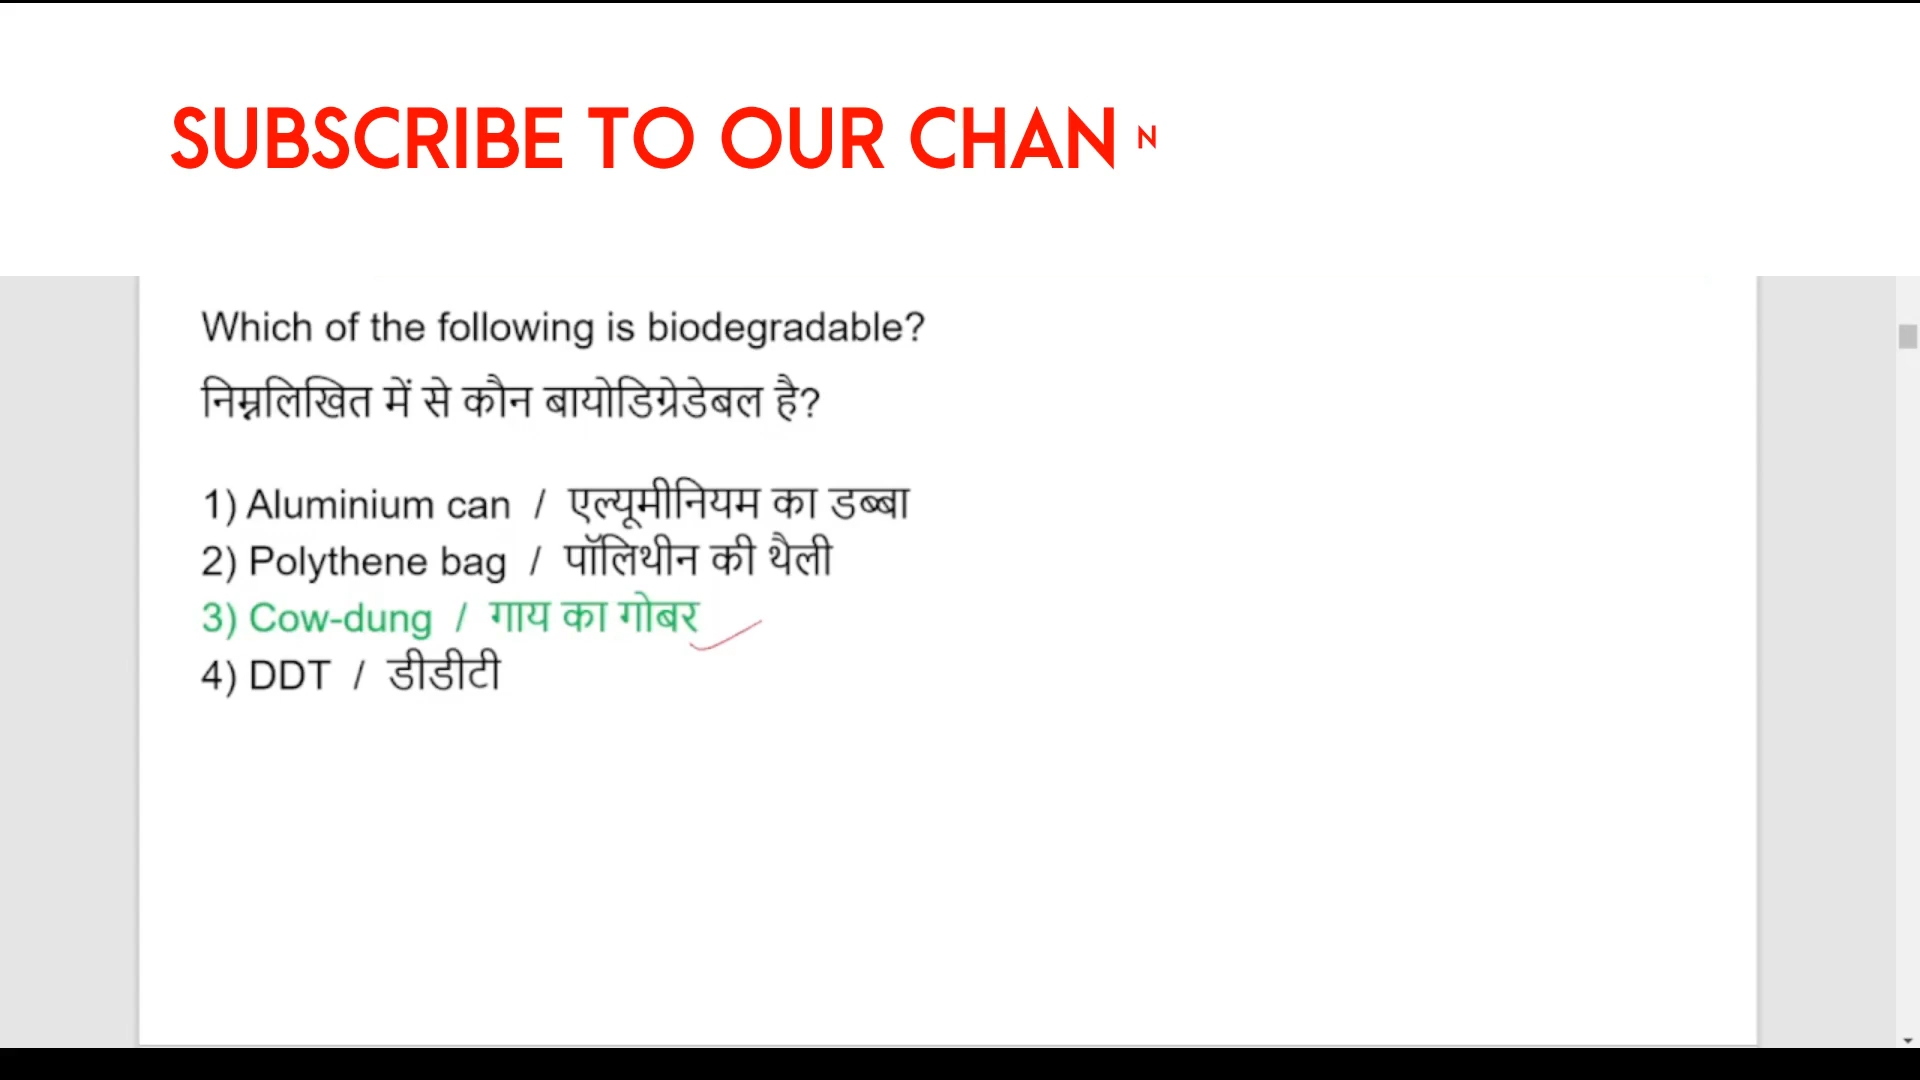 SUBSCRIBE TO OUR CHAN N
Which of the following is biodegradable?
निम्नलिखित में से कौन बायोडिग्रेडेबल है?
1) Aluminium can / एल्यूमीनियम का डब्बा
2) Polythene bag / पॉलिथीन की थैली
3) Cow-dung / गाय का गोबर
4) DDT / डीडीटी